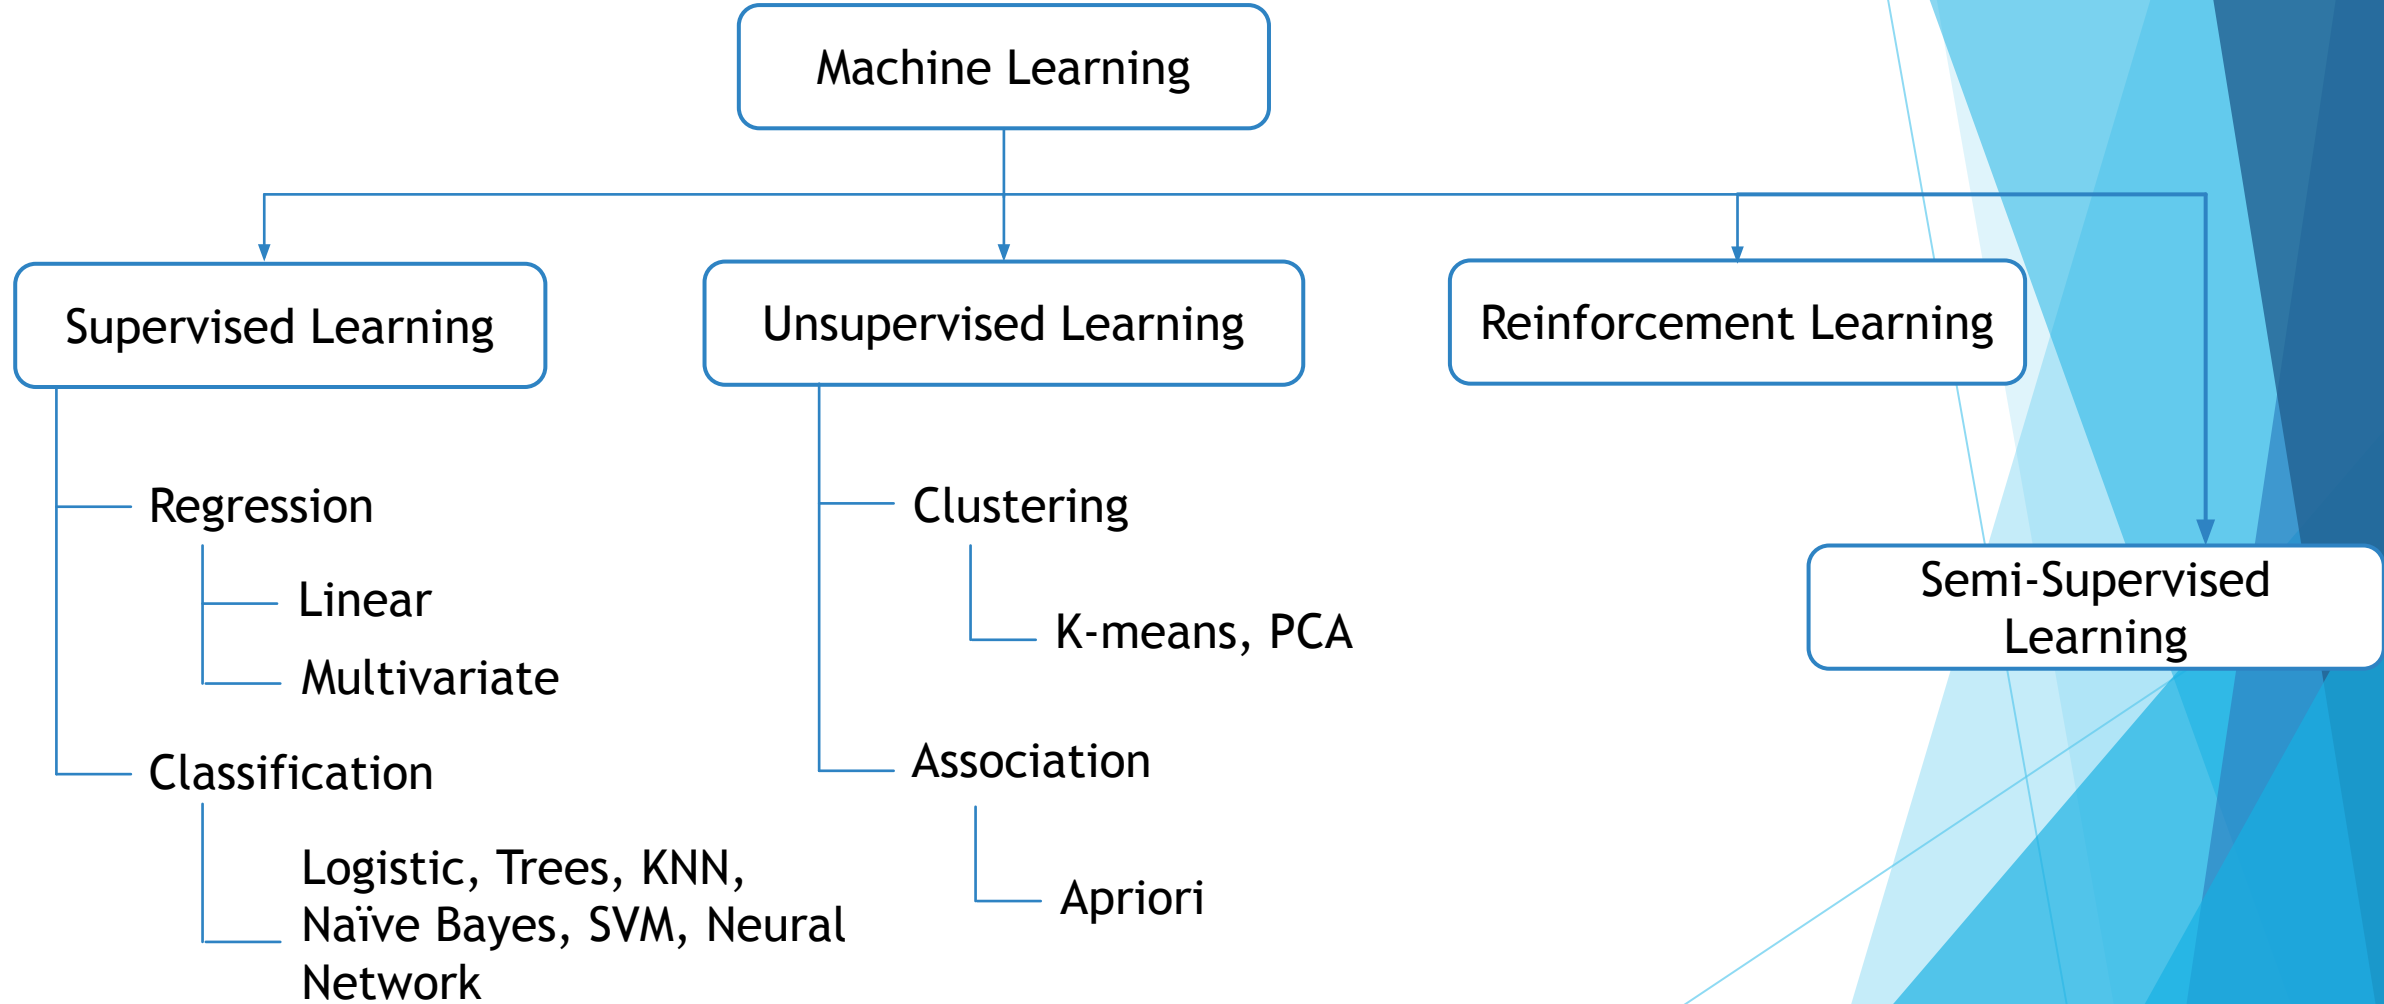 Machine Learning
Supervised Learning
Unsupervised Learning
Reinforcement Learning
Semi-Supervised
Learning
Regression
Linear
Multivariate
Classification
Logistic, Trees, KNN,
Naïve Bayes, SVM, Neural
Network
Clustering
K-means, PCA
Association
Apriori